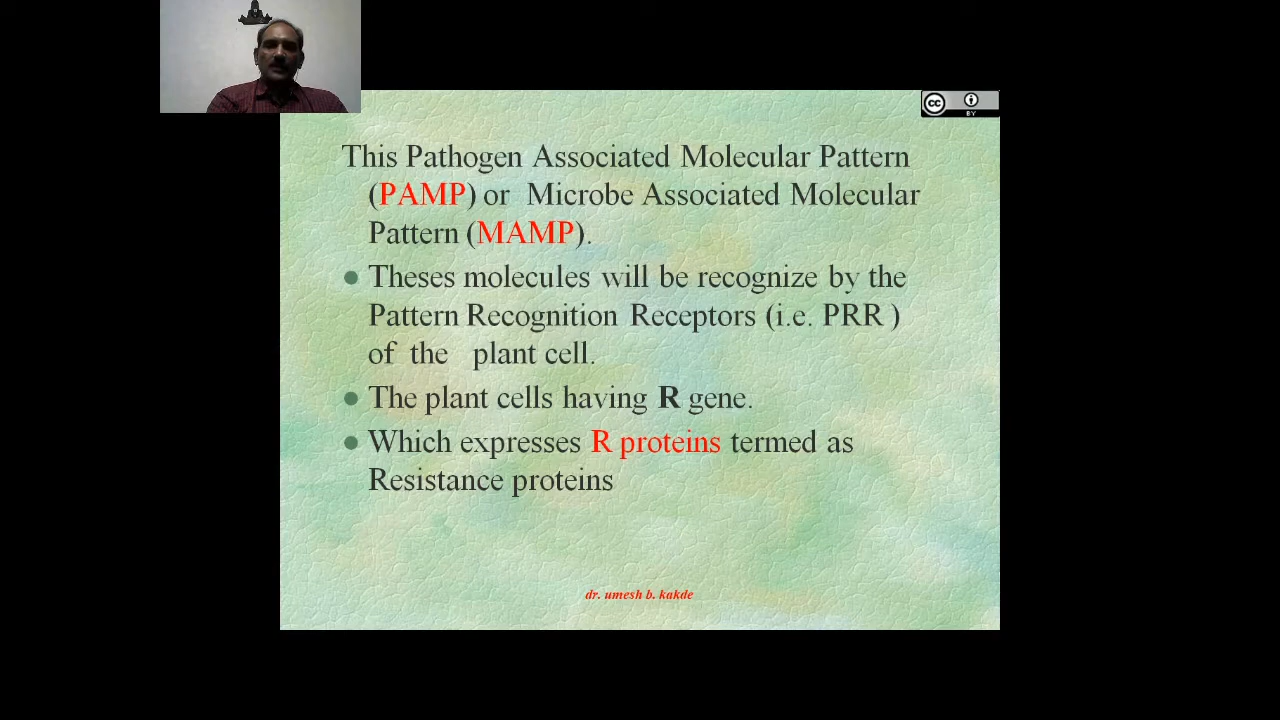 cc
BY
This Pathogen Associated Molecular Pattern
(PAMP) or Microbe Associated Molecular
Pattern (MAMP).
• Theses molecules will be recognize by the
Pattern Recognition Receptors (i.e. PRR )
of the plant cell.
• The plant cells having R gene.
• Which expresses R proteins termed as
Resistance proteins
dr. umesh b. kakde